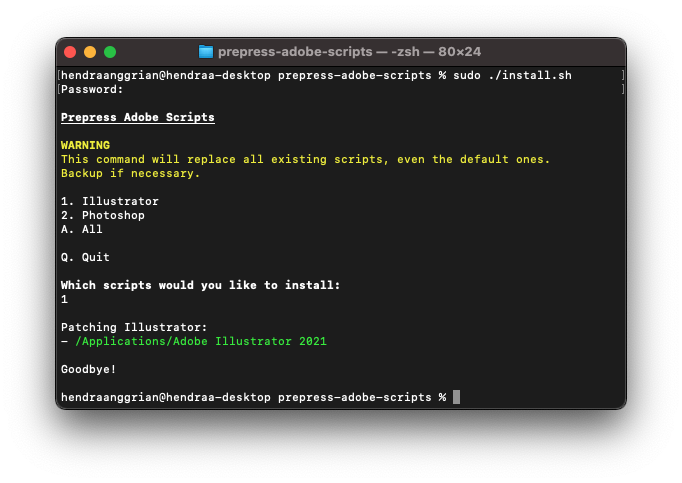 prepress-adobe-scripts — -zsh — 80×24
[hendraanggrian@hendraa-desktop prepress-adobe-scripts % sudo ./install.sh ]
[Password: ]
Prepress Adobe Scripts
WARNING
This command will replace all existing scripts, even the default ones.
Backup if necessary.
1. Illustrator
2. Photoshop
A. All
Q. Quit
Which scripts would you like to install:
1
Patching Illustrator:
– /Applications/Adobe Illustrator 2021
Goodbye!
hendraanggrian@hendraa-desktop prepress-adobe-scripts %